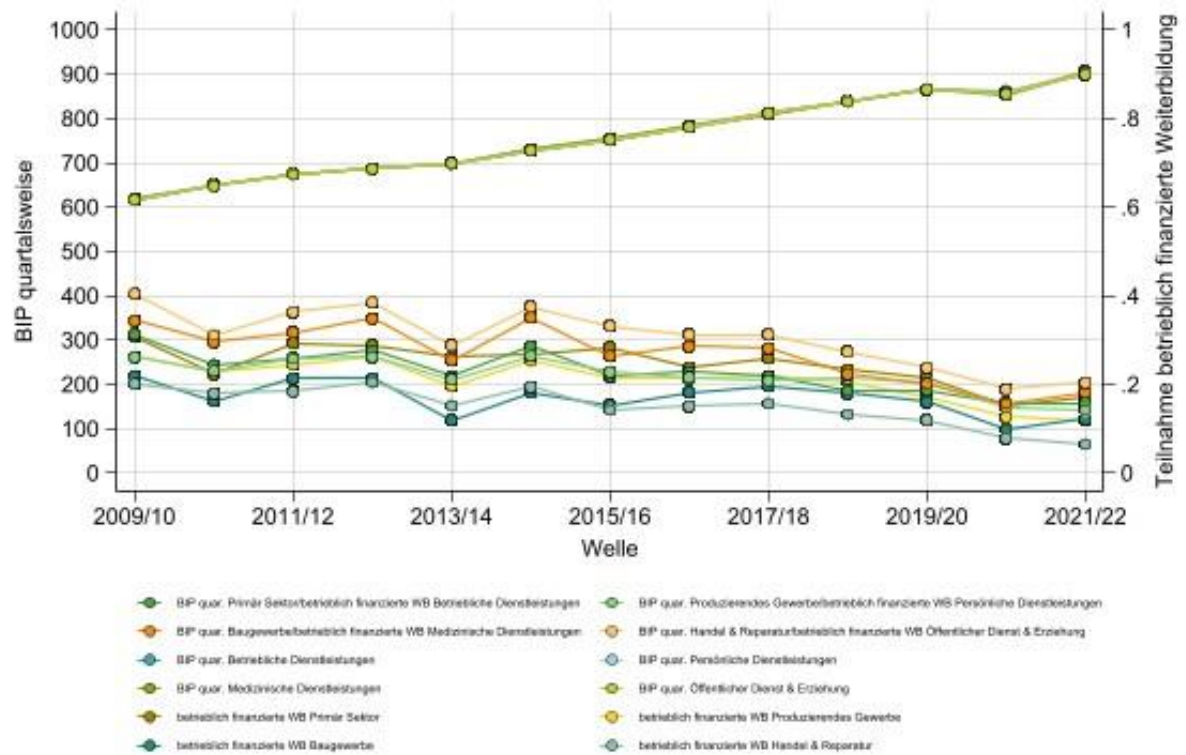 1000
900
800
700
600
500
400
300
200
100
0
BIP quartalsweise
1
.8
.6
.4
.2
0
Teilnahme betrieblich finanzierte Weiterbildung
2009/10 2011/12 2013/14 2015/16 2017/18 2019/20 2021/22
Welle
BIP quar. Primär Sektor/betrieblich finanzierte WB Betriebliche Dienstleistungen
BIP quar. Produzierendes Gewerbe/betrieblich finanzierte WB Persönliche Dienstleistungen
BIP quar. Baugewerbe/betrieblich finanzierte WB Medizinische Dienstleistungen
BIP quar. Handel & Reparatur/betrieblich finanzierte WB Öffentlicher Dienst & Erziehung
BIP quar. Betriebliche Dienstleistungen
BIP quar. Persönliche Dienstleistungen
BIP quar. Medizinische Dienstleistungen
BIP quar. Öffentlicher Dienst & Erziehung
betrieblich finanzierte WB Primär Sektor
betrieblich finanzierte WB Produzierendes Gewerbe
betrieblich finanzierte WB Baugewerbe
betrieblich finanzierte WB Handel & Reparatur